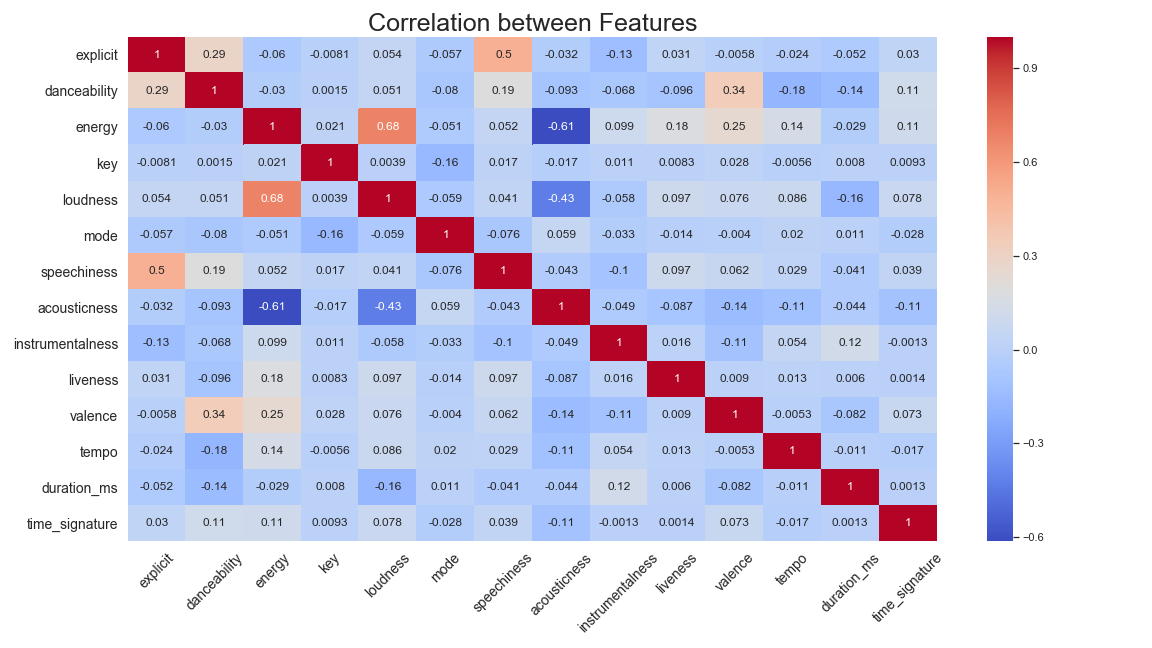 Correlation between Features
explicit 1 0.29 -0.06 -0.0081 0.054 -0.057 0.5 -0.032 -0.13 0.031 -0.0058 -0.024 -0.052 0.03
danceability 0.29 1 -0.03 0.0015 0.051 -0.08 0.19 -0.093 -0.068 -0.096 0.34 -0.18 -0.14 0.11
energy -0.06 -0.03 1 0.021 0.68 -0.051 0.052 -0.61 0.099 0.18 0.25 0.14 -0.029 0.11
key -0.0081 0.0015 0.021 1 0.0039 -0.16 0.017 -0.017 0.011 0.0083 0.028 -0.0056 0.008 0.0093
loudness 0.054 0.051 0.68 0.0039 1 -0.059 0.041 -0.43 -0.058 0.097 0.076 0.086 -0.16 0.078
mode -0.057 -0.08 -0.051 -0.16 -0.059 1 -0.076 0.059 -0.033 -0.014 -0.004 0.02 0.011 -0.028
speechiness 0.5 0.19 0.052 0.017 0.041 -0.076 1 -0.043 -0.1 0.097 0.062 0.029 -0.041 0.039
acousticness -0.032 -0.093 -0.61 -0.017 -0.43 0.059 -0.043 1 -0.049 -0.087 -0.14 -0.11 -0.044 -0.11
instrumentalness -0.13 -0.068 0.099 0.011 -0.058 -0.033 -0.1 -0.049 1 0.016 -0.11 0.054 0.12 -0.0013
liveness 0.031 -0.096 0.18 0.0083 0.097 -0.014 0.097 -0.087 0.016 1 0.009 0.013 0.006 0.0014
valence -0.0058 0.34 0.25 0.028 0.076 -0.004 0.062 -0.14 -0.11 0.009 1 -0.0053 -0.082 0.073
tempo -0.024 -0.18 0.14 -0.0056 0.086 0.02 0.029 -0.11 0.054 0.013 -0.0053 1 -0.011 -0.017
duration_ms -0.052 -0.14 -0.029 0.008 -0.16 0.011 -0.041 -0.044 0.12 0.006 -0.082 -0.011 1 0.0013
time_signature 0.03 0.11 0.11 0.0093 0.078 -0.028 0.039 -0.11 -0.0013 0.0014 0.073 -0.017 0.0013 1
explicit danceability energy key loudness mode speechiness acousticness instrumentalness liveness valence tempo duration_ms time_signature
0.9
0.6
0.3
0.0
−0.3
−0.6